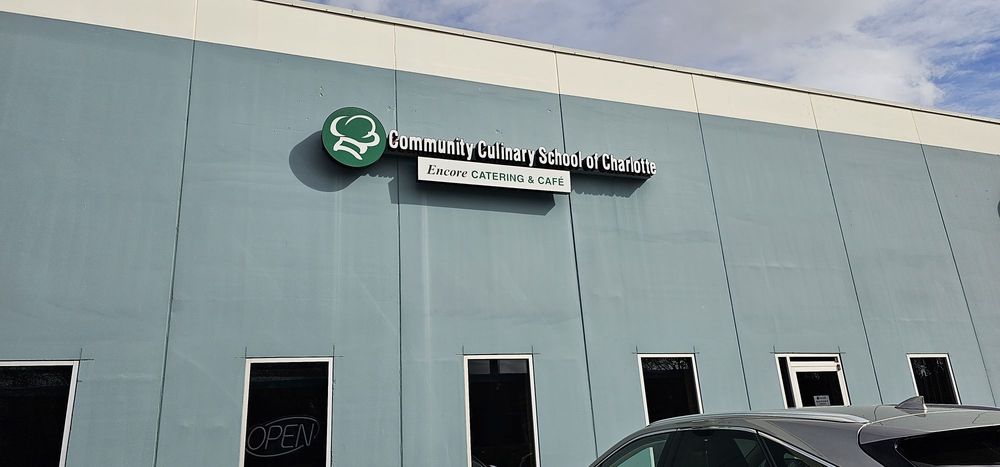 Community Culinary School of Charlotte
Encore CATERING & CAFÉ
OPEN